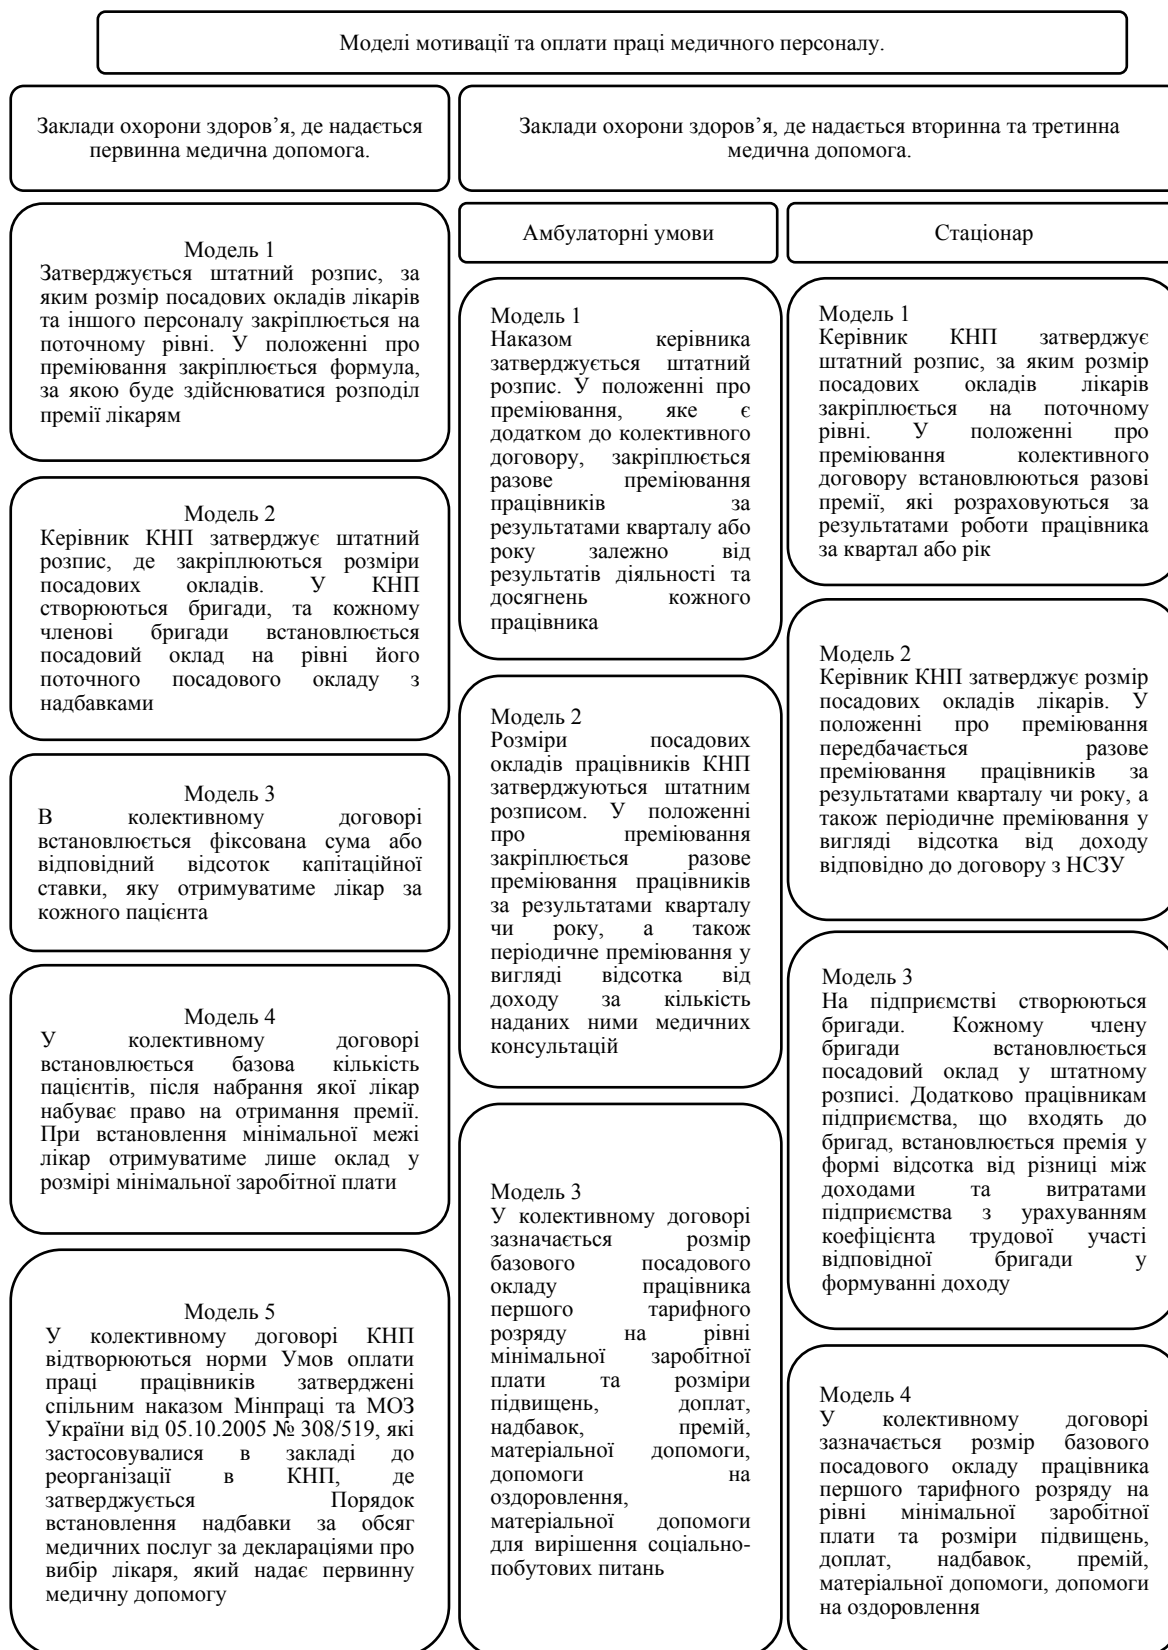 Моделі мотивації та оплати праці медичного персоналу.
Заклади охорони здоров’я, де надається
первинна медична допомога.
Заклади охорони здоров’я, де надається вторинна та третинна
медична допомога.
Модель 1
Затверджується штатний розпис, за
яким розмір посадових окладів лікарів
та іншого персоналу закріплюється на
поточному рівні. У положенні про
преміювання закріплюється формула,
за якою буде здійснюватися розподіл
премії лікарям
Модель 2
Керівник КНП затверджує штатний
розпис, де закріплюються розміри
посадових окладів. У КНП
створюються бригади, та кожному
членові бригади встановлюється
посадовий оклад на рівні його
поточного посадового окладу з
надбавками
Модель 3
В колективному договорі
встановлюється фіксована сума або
відповідний відсоток капітаційної
ставки, яку отримуватиме лікар за
кожного пацієнта
Модель 4
У колективному договорі
встановлюється базова кількість
пацієнтів, після набрання якої лікар
набуває право на отримання премії.
При встановлення мінімальної межі
лікар отримуватиме лише оклад у
розмірі мінімальної заробітної плати
Модель 5
У колективному договорі КНП
відтворюються норми Умов оплати
праці працівників затверджені
спільним наказом Мінпраці та МОЗ
України від 05.10.2005 № 308/519, які
застосовувалися в закладі до
реорганізації в КНП, де
затверджується Порядок
встановлення надбавки за обсяг
медичних послуг за деклараціями про
вибір лікаря, який надає первинну
медичну допомогу
Амбулаторні умови
Модель 1
Наказом керівника
затверджується штатний
розпис. У положенні про
преміювання, яке є
додатком до колективного
договору, закріплюється
разове преміювання
працівників за
результатами кварталу або
року залежно від
результатів діяльності та
досягнень кожного
працівника
Модель 2
Розміри посадових
окладів працівників КНП
затверджуються штатним
розписом. У положенні
про преміювання
закріплюється разове
преміювання працівників
за результатами кварталу
чи року, а також
періодичне преміювання у
вигляді відсотка від
доходу за кількість
наданих ними медичних
консультацій
Модель 3
У колективному договорі
зазначається розмір
базового посадового
окладу працівника
першого тарифного
розряду на рівні
мінімальної заробітної
плати та розміри
підвищень, доплат,
надбавок, премій,
матеріальної допомоги,
допомоги на
оздоровлення,
матеріальної допомоги
для вирішення соціально-
побутових питань
Стаціонар
Модель 1
Керівник КНП затверджує
штатний розпис, за яким розмір
посадових окладів лікарів
закріплюється на поточному
рівні. У положенні про
преміювання колективного
договору встановлюються разові
премії, які розраховуються за
результатами роботи працівника
за квартал або рік
Модель 2
Керівник КНП затверджує розмір
посадових окладів лікарів. У
положенні про преміювання
передбачається разове
преміювання працівників за
результатами кварталу чи року, а
також періодичне преміювання у
вигляді відсотка від доходу
відповідно до договору з НСЗУ
Модель 3
На підприємстві створюються
бригади. Кожному члену
бригади встановлюється
посадовий оклад у штатному
розписі. Додатково працівникам
підприємства, що входять до
бригад, встановлюється премія у
формі відсотка від різниці між
доходами та витратами
підприємства з урахуванням
коефіцієнта трудової участі
відповідної бригади у
формуванні доходу
Модель 4
У колективному договорі
зазначається розмір базового
посадового окладу працівника
першого тарифного розряду на
рівні мінімальної заробітної
плати та розміри підвищень,
доплат, надбавок, премій,
матеріальної допомоги, допомоги
на оздоровлення